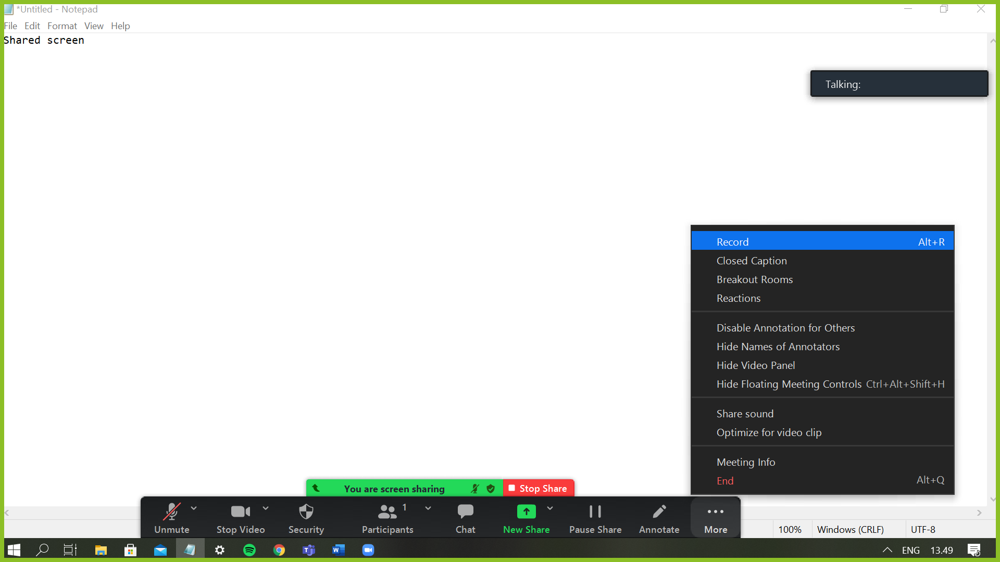 *Untitled - Notepad
File Edit Format View Help
Shared screen
Talking:
Record Alt+R
Closed Caption
Breakout Rooms
Reactions
Disable Annotation for Others
Hide Names of Annotators
Hide Video Panel
Hide Floating Meeting Controls Ctrl+Alt+Shift+H
Share sound
Optimize for video clip
Meeting Info
End Alt+Q
You are screen sharing Stop Share
1
Unmute Stop Video Security Participants Chat New Share Pause Share Annotate More
100% Windows (CRLF) UTF-8
ENG 13.49